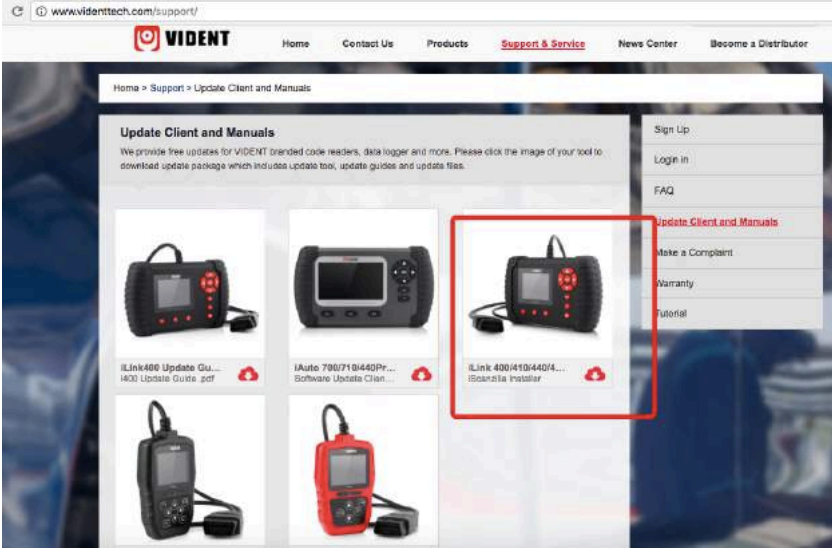 www.videnttech.com/support/
VIDENT
Home Contact Us Products Support & Service News Center Become a Distributor
Home > Support > Update Client and Manuals
Update Client and Manuals
We provide free updates for VIDENT branded code readers, data logger and more. Please click the image of your tool to
download update package which includes update tool, update guides and update files.
Sign Up
Login in
FAQ
Update Client and Manuals
Make a Complaint
Warranty
Tutorial
iLink400 Update Gu...
i400 Update Guide .pdf
iAuto 700/710/440Pr...
Software Update Clien...
iLink 400/410/440/4...
iScanzilla Installer